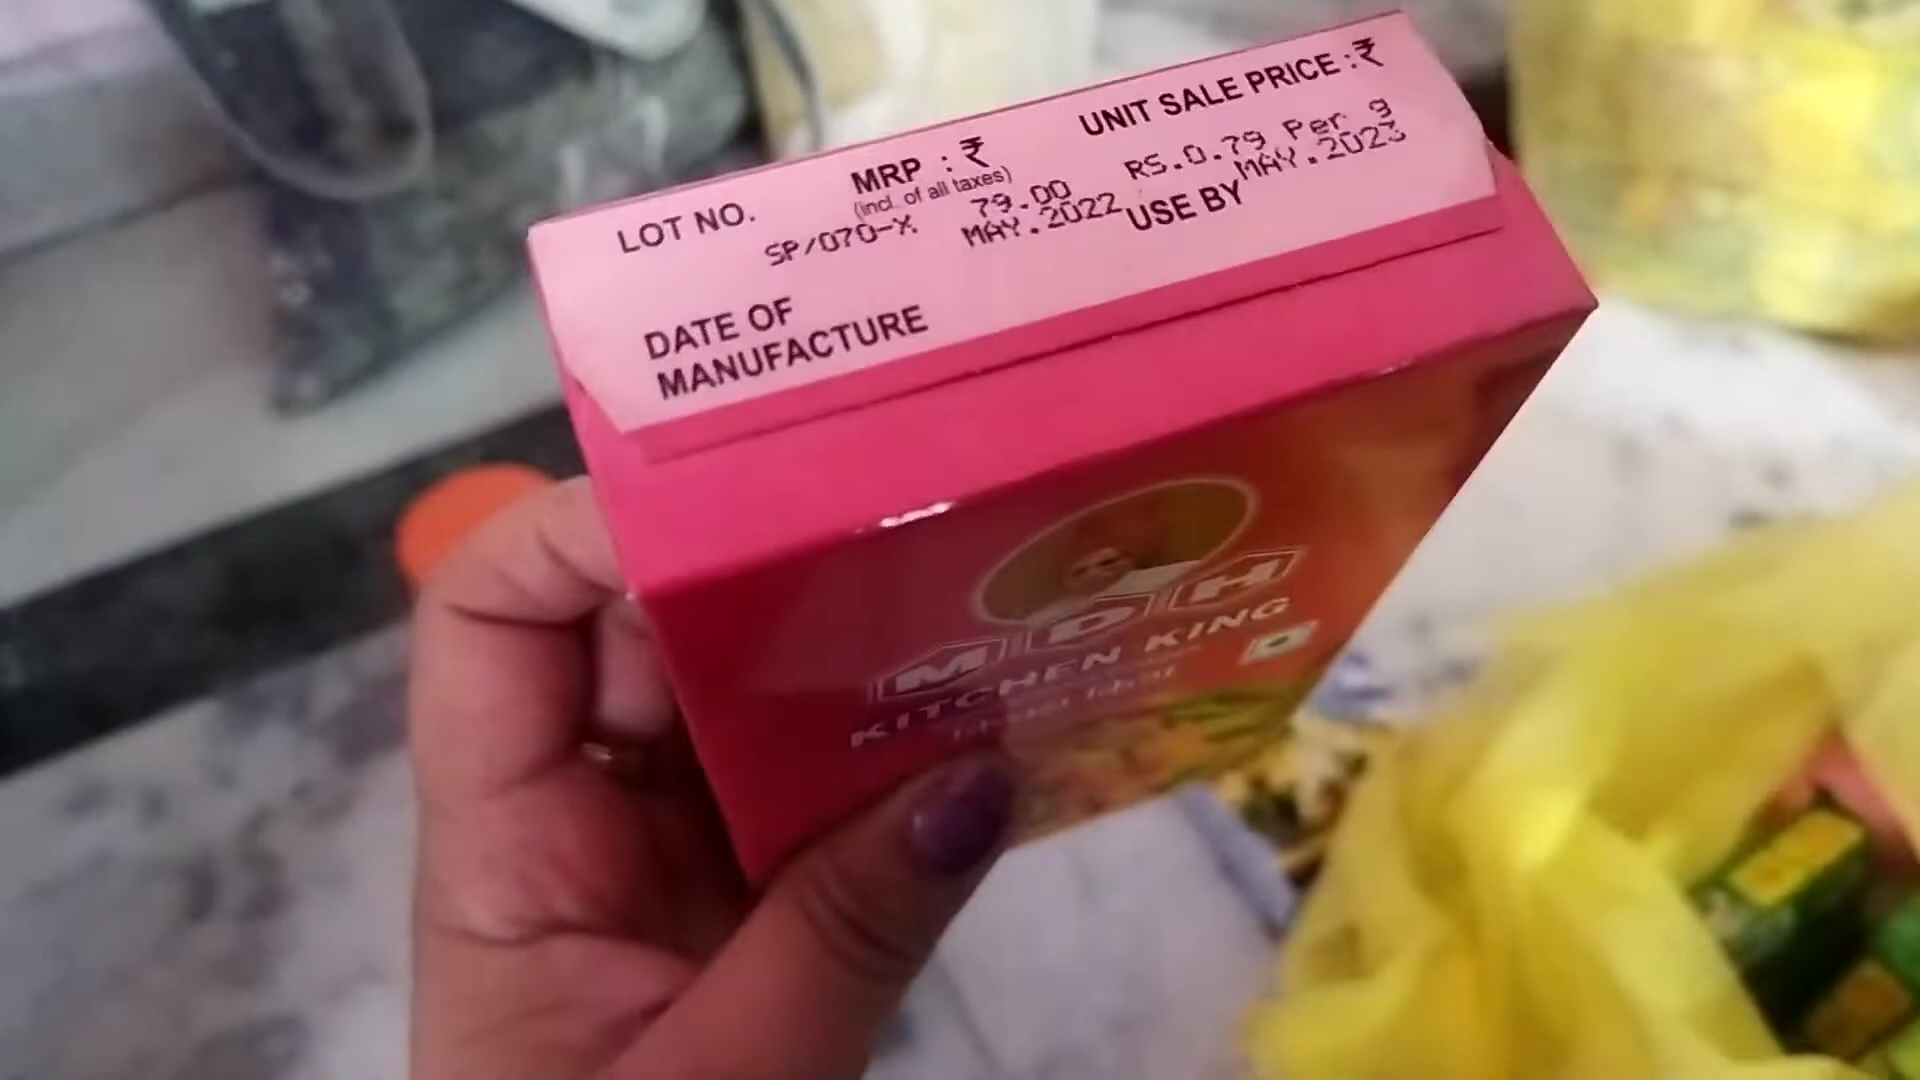 LOT NO.
MRP : ₹
(incl. of all taxes)
UNIT SALE PRICE :₹
SP/070-X
79.00
RS.0.79 Per 9
MAY.2022
USE BY
MAY.2023
DATE OF
MANUFACTURE
MDH
KITCHEN KING